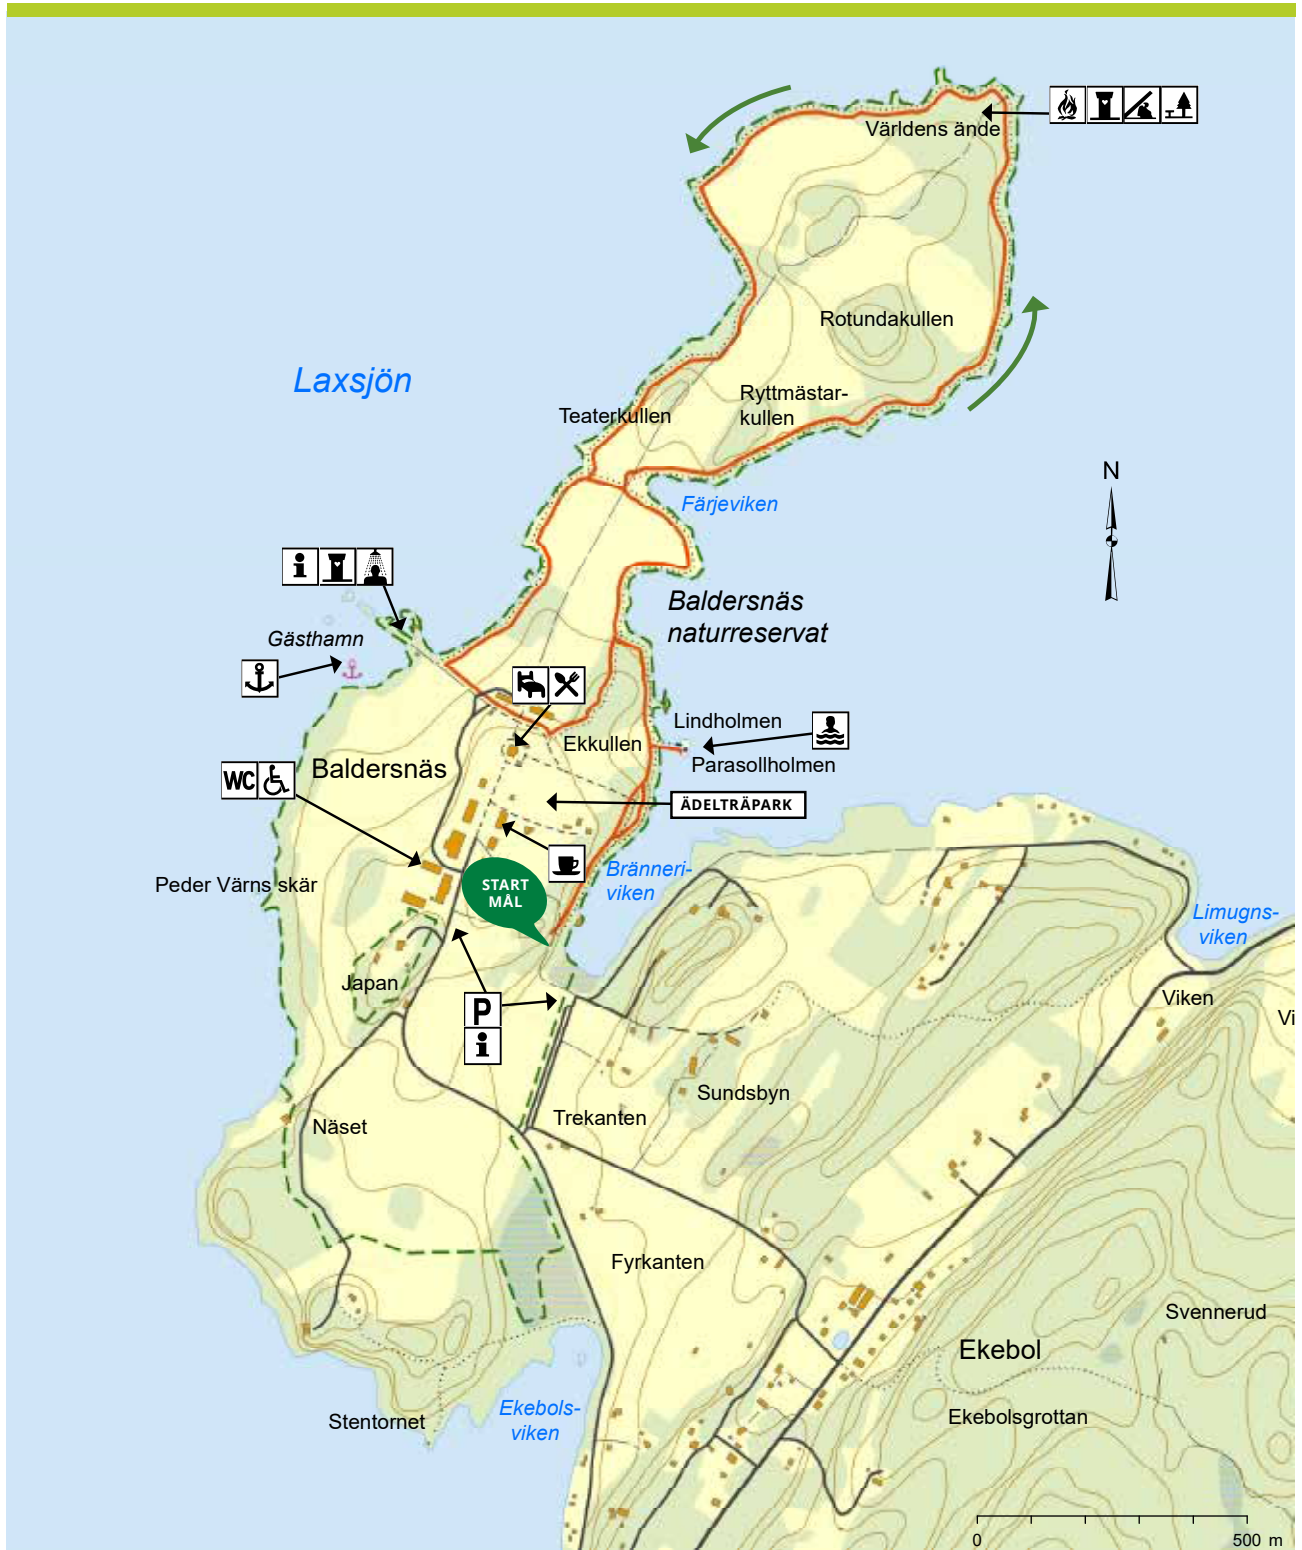 Världens ände
Rotundakullen
Laxsjön
Ryttmästar-
kullen
Teaterkullen
N
Färjeviken
i
Baldersnäs
naturreservat
Gästhamn
Lindholmen
Ekkullen
Parasollholmen
Baldersnäs
WC
ÄDELTRÄPARK
Bränneri-
viken
START
MÅL
Peder Värns skär
Limugns-
viken
Japan
P
i
Viken
Vi
Sundsbyn
Trekanten
Näset
Fyrkanten
Svennerud
Ekebol
Ekebols-
viken
Stentornet
Ekebolsgrottan
0 500 m